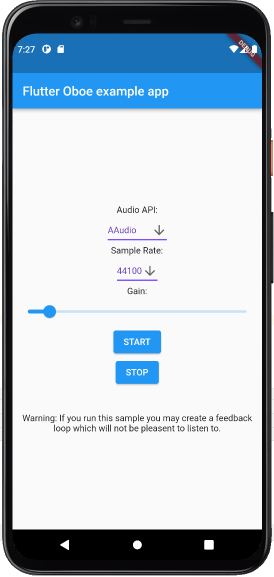 7:27
DEBUG
Flutter Oboe example app
Audio API:
AAudio
Sample Rate:
44100
Gain:
START
STOP
Warning: If you run this sample you may create a feedback
loop which will not be pleasent to listen to.